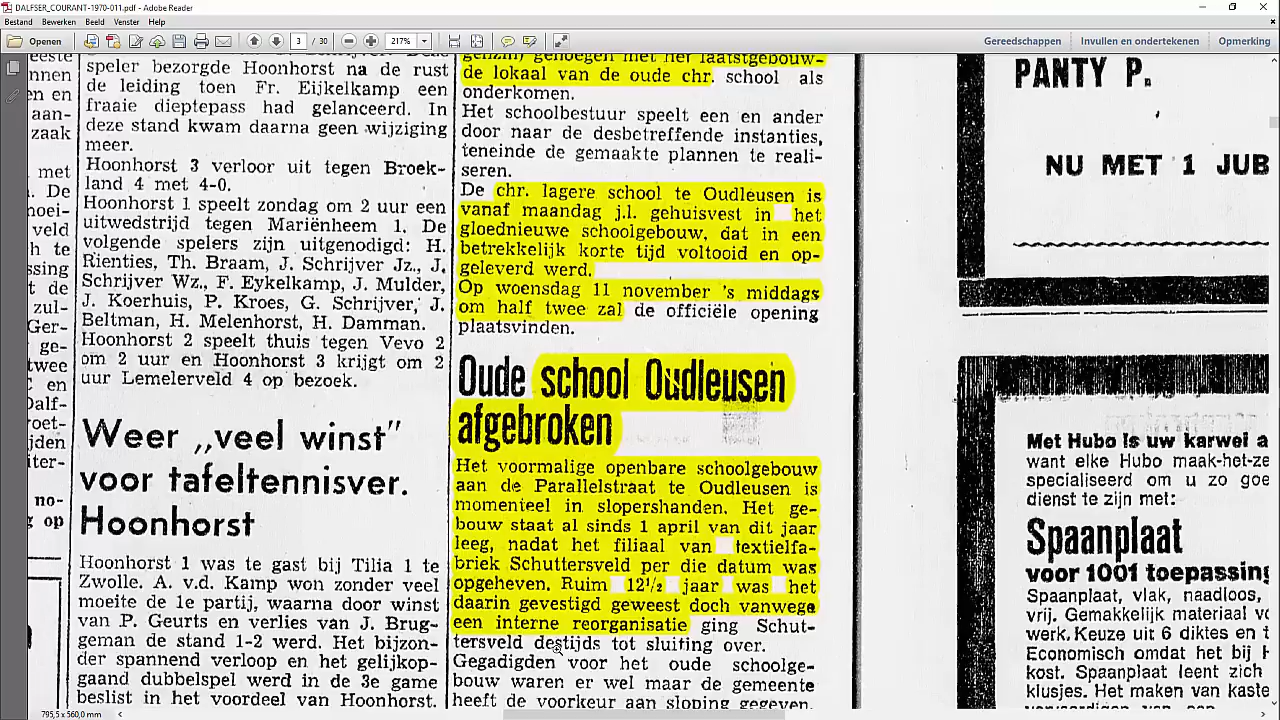 DALFSER_COURANT-1970-011.pdf - Adobe Reader
Bestand Bewerken Beeld Venster Help
Openen 3 / 30 217% Gereedschappen Invullen en ondertekenen Opmerking
nnen
en en
aan-
zaak
met
. De
noei-
veld
h te
ssing
t de
zul-
Ger-
ge-
twee
C en
Dalf-
roet-
ijden
iter-
no-
g op
speler bezorgde Hoonhorst na de rust
de leiding toen Fr. Eijkelkamp een
fraaie dieptepass had gelanceerd. In
deze stand kwam daarna geen wijziging
meer.
Hoonhorst 3 verloor uit tegen Broek-
land 4 met 4-0.
Hoonhorst 1 speelt zondag om 2 uur een
uitwedstrijd tegen Mariënheem 1. De
volgende spelers zijn uitgenodigd: H.
Rienties, Th. Braam, J. Schrijver Jz., J.
Schrijver Wz., F. Eykelkamp, J. Mulder,
J. Koerhuis, P. Kroes, G. Schrijver, J.
Beltman, H. Melenhorst, H. Damman.
Hoonhorst 2 speelt thuis tegen Vevo 2
om 2 uur en Hoonhorst 3 krijgt om 2
uur Lemelerveld 4 op bezoek.
Weer „veel winst"
voor tafeltennisver.
Hoonhorst
Hoonhorst 1 was te gast bij Tilia 1 te
Zwolle. A. v.d. Kamp won zonder veel
moeite de 1e partij, waarna door winst
van P. Geurts en verlies van J. Brug-
geman de stand 1-2 werd. Het bijzon-
der spannend verloop en het gelijkop-
gaand dubbelspel werd in de 3e game
beslist in het voordeel van Hoonhorst.
gezin) genoegen met het laatstgebouw-
de lokaal van de oude chr. school als
onderkomen.
Het schoolbestuur speelt een en ander
door naar de desbetreffende instanties,
teneinde de gemaakte plannen te reali-
seren.
De chr. lagere school te Oudleusen is
vanaf maandag j.l. gehuisvest in het
gloednieuwe schoolgebouw, dat in een
betrekkelijk korte tijd voltooid en op-
geleverd werd.
Op woensdag 11 november 's middags
om half twee zal de officiële opening
plaatsvinden.
Oude school Oudleusen
afgebroken
Het voormalige openbare schoolgebouw
aan de Parallelstraat te Oudleusen is
momenteel in slopershanden. Het ge-
bouw staat al sinds 1 april van dit jaar
leeg, nadat het filiaal van textielfa-
briek Schuttersveld per die datum was
opgeheven. Ruim 12½ jaar was het
daarin gevestigd geweest doch vanwege
een interne reorganisatie ging Schut-
tersveld destijds tot sluiting over.
Gegadigden voor het oude schoolge-
bouw waren er wel maar de gemeente
heeft de voorkeur aan sloping gegeven.
PANTY P.
NU MET 1 JUB
Met Hubo is uw karwei a
want elke Hubo maak-het-ze
specialiseerd om u zo goe
dienst te zijn met:
Spaanplaat
voor 1001 toepassing
Spaanplaat, vlak, naadloos,
vrij. Gemakkelijk materiaal vo
werk. Keuze uit 6 diktes en t
Economisch omdat het bij H
kost. Spaanplaat leent zich
klusjes. Het maken van kaste
795,5 x 560,0 mm